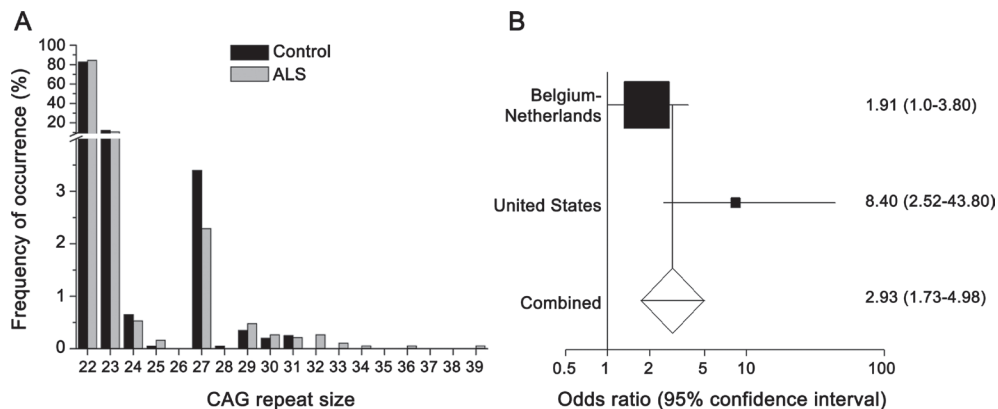 A
Frequency of occurrence (%)
100
80
60
40
20
3
2
1
0
Control
ALS
22 23 24 25 26 27 28 29 30 31 32 33 34 35 36 37 38 39
CAG repeat size
B
Belgium-
Netherlands
1.91 (1.0-3.80)
United States
8.40 (2.52-43.80)
Combined
2.93 (1.73-4.98)
0.5 1 2 5 10 100
Odds ratio (95% confidence interval)